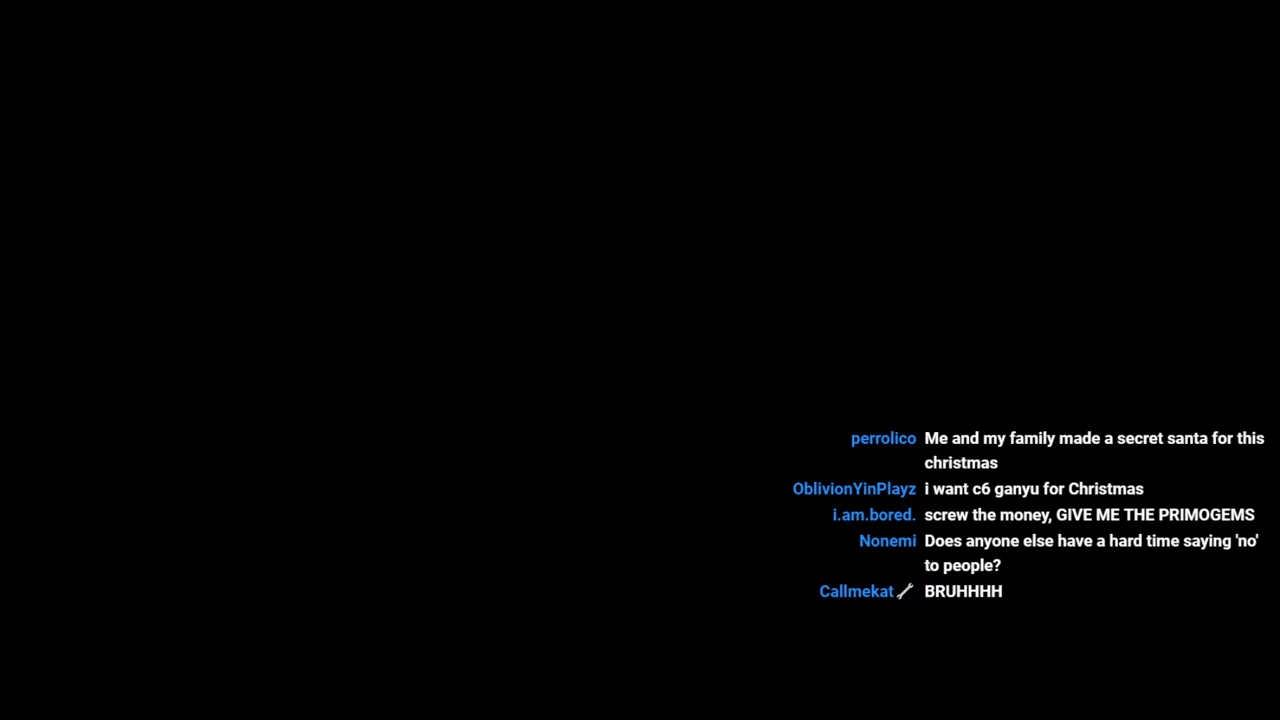 perrolico Me and my family made a secret santa for this
christmas
OblivionYinPlayz i want c6 ganyu for Christmas
i.am.bored. screw the money, GIVE ME THE PRIMOGEMS
Nonemi Does anyone else have a hard time saying 'no'
to people?
Callmekat BRUHHHH